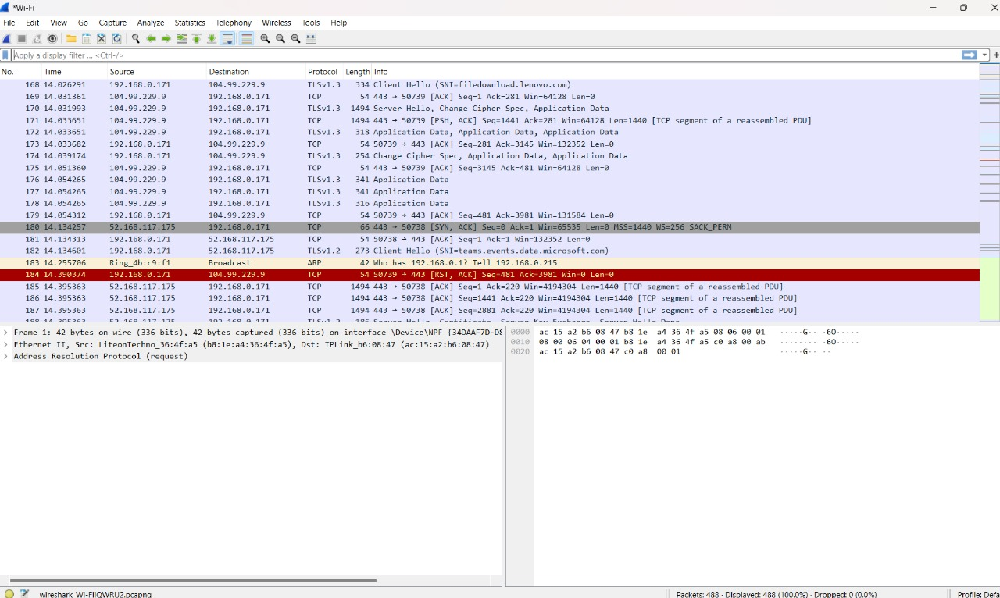 *Wi-Fi
File Edit View Go Capture Analyze Statistics Telephony Wireless Tools Help
Apply a display filter ... <Ctrl-/>
No. Time Source Destination Protocol Length Info
168 14.026291 192.168.0.171 104.99.229.9 TLSv1.3 334 Client Hello (SNI=filedownload.lenovo.com)
169 14.031361 104.99.229.9 192.168.0.171 TCP 54 443 → 50739 [ACK] Seq=1 Ack=281 Win=64128 Len=0
170 14.031993 104.99.229.9 192.168.0.171 TLSv1.3 1494 Server Hello, Change Cipher Spec, Application Data
171 14.033651 104.99.229.9 192.168.0.171 TCP 1494 443 → 50739 [PSH, ACK] Seq=1441 Ack=281 Win=64128 Len=1440 [TCP segment of a reassembled PDU]
172 14.033651 104.99.229.9 192.168.0.171 TLSv1.3 318 Application Data, Application Data, Application Data
173 14.033682 192.168.0.171 104.99.229.9 TCP 54 50739 → 443 [ACK] Seq=281 Ack=3145 Win=132352 Len=0
174 14.039174 192.168.0.171 104.99.229.9 TLSv1.3 254 Change Cipher Spec, Application Data, Application Data
175 14.051360 104.99.229.9 192.168.0.171 TCP 54 443 → 50739 [ACK] Seq=3145 Ack=481 Win=64128 Len=0
176 14.054265 104.99.229.9 192.168.0.171 TLSv1.3 341 Application Data
177 14.054265 104.99.229.9 192.168.0.171 TLSv1.3 341 Application Data
178 14.054265 104.99.229.9 192.168.0.171 TLSv1.3 316 Application Data
179 14.054312 192.168.0.171 104.99.229.9 TCP 54 50739 → 443 [ACK] Seq=481 Ack=3981 Win=131584 Len=0
180 14.134257 52.168.117.175 192.168.0.171 TCP 66 443 → 50738 [SYN, ACK] Seq=0 Ack=1 Win=65535 Len=0 MSS=1440 WS=256 SACK_PERM
181 14.134313 192.168.0.171 52.168.117.175 TCP 54 50738 → 443 [ACK] Seq=1 Ack=1 Win=132352 Len=0
182 14.134601 192.168.0.171 52.168.117.175 TLSv1.2 273 Client Hello (SNI=teams.events.data.microsoft.com)
183 14.255706 Ring_4b:c9:f1 Broadcast ARP 42 Who has 192.168.0.1? Tell 192.168.0.215
184 14.390374 192.168.0.171 104.99.229.9 TCP 54 50739 → 443 [RST, ACK] Seq=481 Ack=3981 Win=0 Len=0
185 14.395363 52.168.117.175 192.168.0.171 TCP 1494 443 → 50738 [ACK] Seq=1 Ack=220 Win=4194304 Len=1440 [TCP segment of a reassembled PDU]
186 14.395363 52.168.117.175 192.168.0.171 TCP 1494 443 → 50738 [ACK] Seq=1441 Ack=220 Win=4194304 Len=1440 [TCP segment of a reassembled PDU]
187 14.395363 52.168.117.175 192.168.0.171 TCP 1494 443 → 50738 [ACK] Seq=2881 Ack=220 Win=4194304 Len=1440 [TCP segment of a reassembled PDU]
Frame 1: 42 bytes on wire (336 bits), 42 bytes captured (336 bits) on interface \Device\NPF_{34DAAF7D-D8
Ethernet II, Src: LiteonTechno_36:4f:a5 (b8:1e:a4:36:4f:a5), Dst: TPLink_b6:08:47 (ac:15:a2:b6:08:47)
Address Resolution Protocol (request)
0000 ac 15 a2 b6 08 47 b8 1e a4 36 4f a5 08 06 00 01 ·····G·· ·6O·····
0010 08 00 06 04 00 01 b8 1e a4 36 4f a5 c0 a8 00 ab ········ ·6O·····
0020 ac 15 a2 b6 08 47 c0 a8 00 01 ·····G·· ··
wireshark_Wi-FiIQWRU2.pcapng
Packets: 488 · Displayed: 488 (100.0%) · Dropped: 0 (0.0%)
Profile: Defa